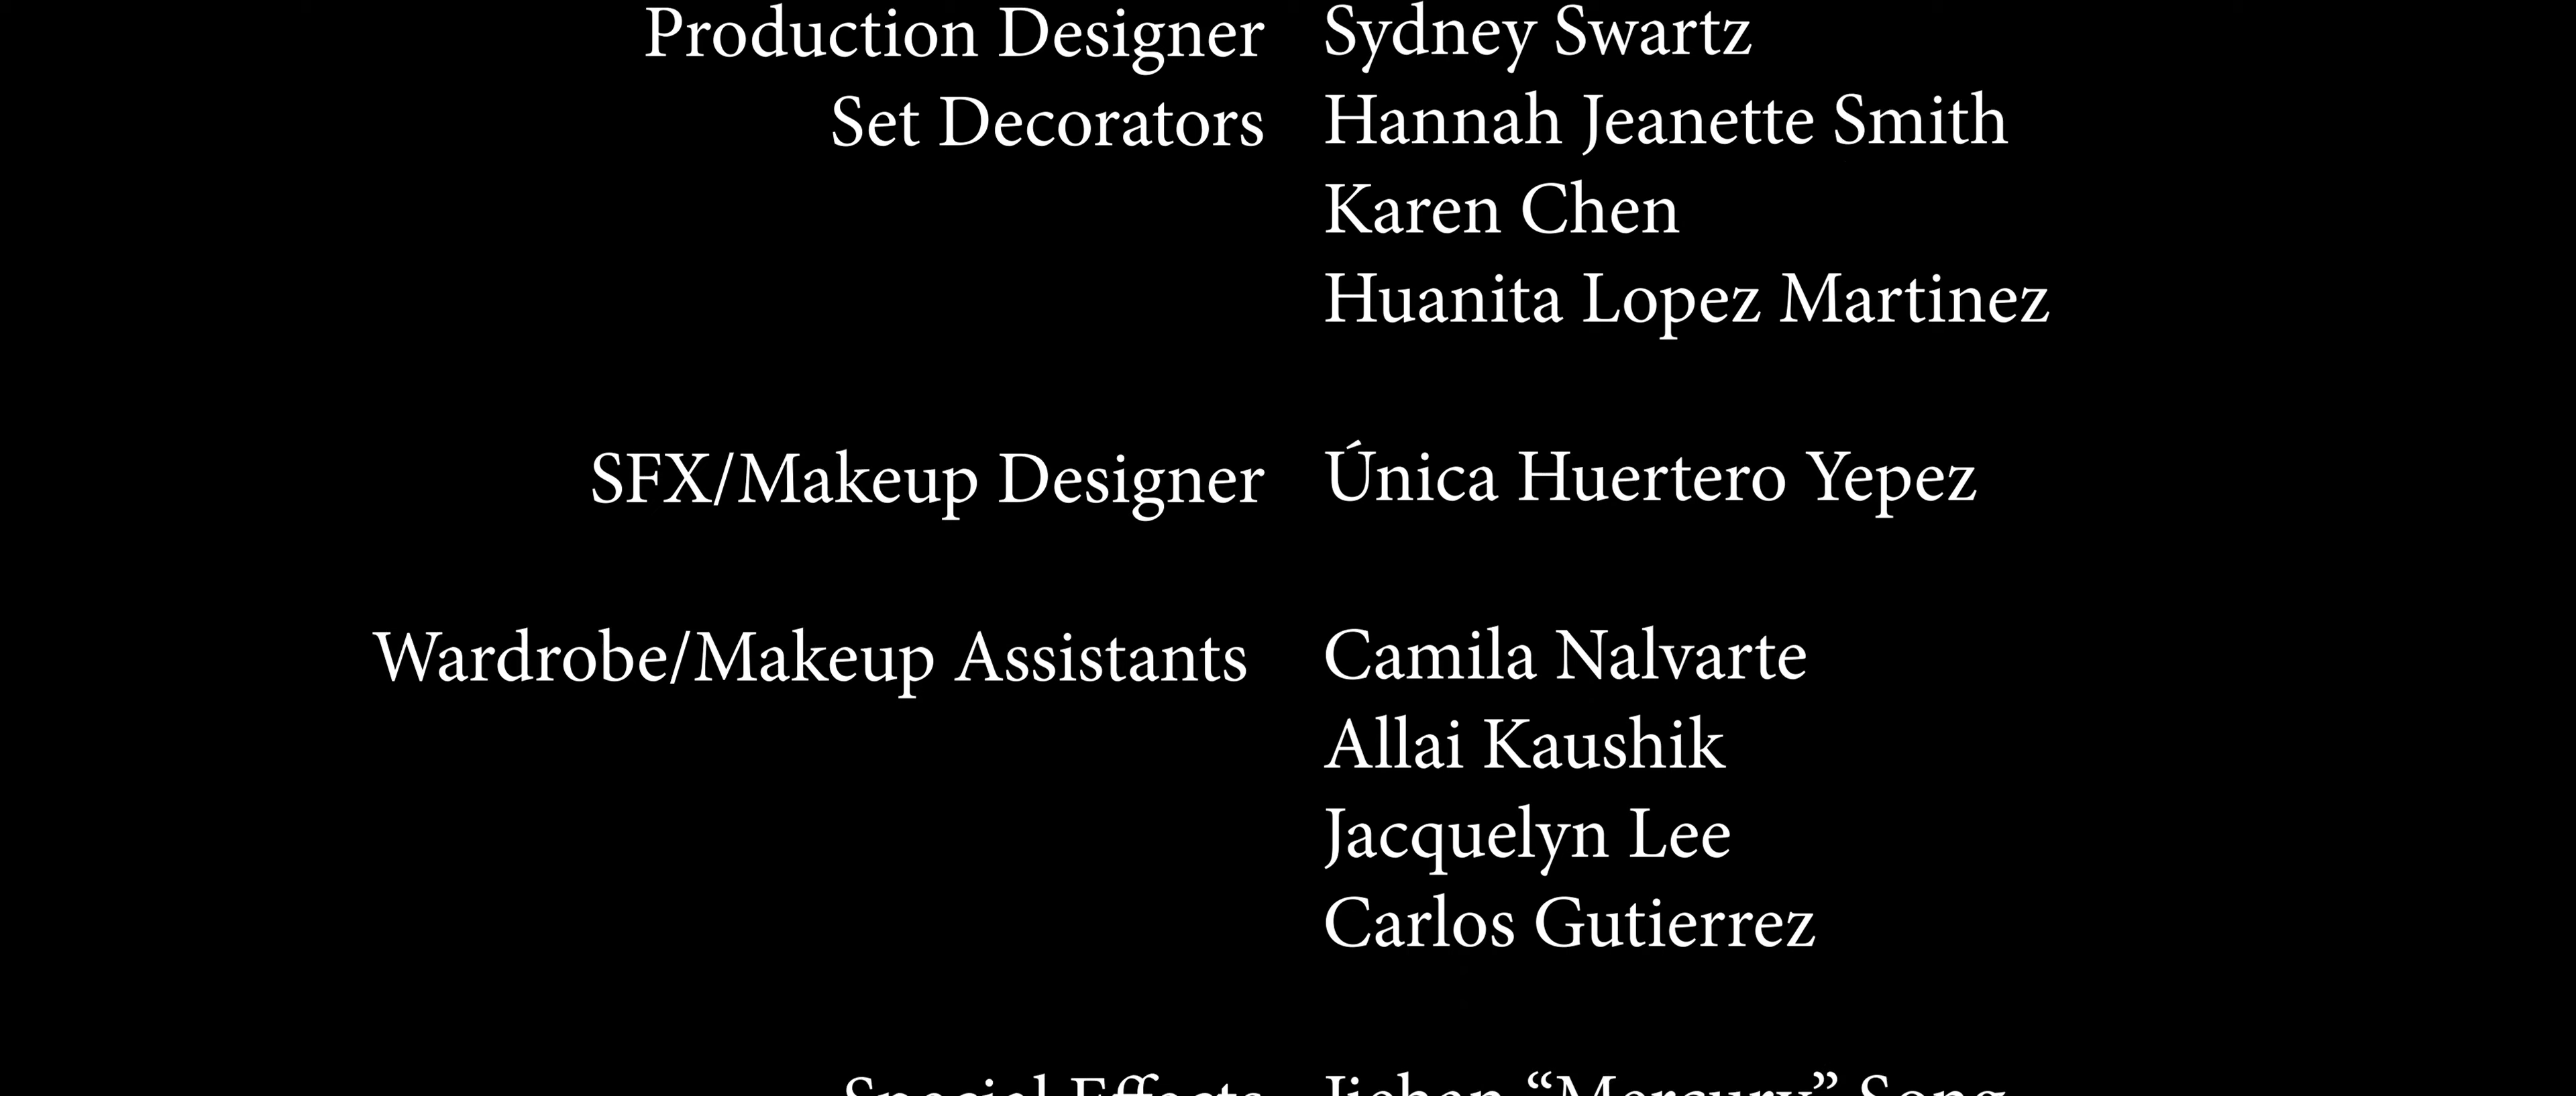 Production Designer Sydney Swartz
Set Decorators Hannah Jeanette Smith
Karen Chen
Huanita Lopez Martinez
SFX/Makeup Designer Única Huertero Yepez
Wardrobe/Makeup Assistants Camila Nalvarte
Allai Kaushik
Jacquelyn Lee
Carlos Gutierrez
Special Effects “Mercury” Song